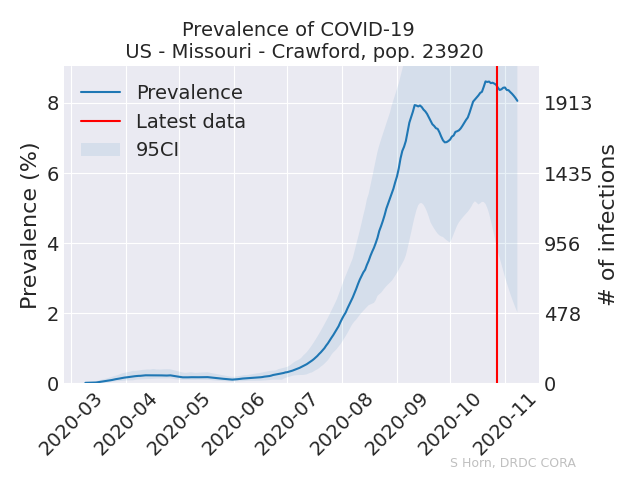 Prevalence of COVID-19
US - Missouri - Crawford, pop. 23920
Prevalence
Latest data
95CI
Prevalence (%)
8
6
4
2
0
1913
1435
956
478
0
# of infections
2020-03
2020-04
2020-05
2020-06
2020-07
2020-08
2020-09
2020-10
2020-11
S Horn, DRDC CORA